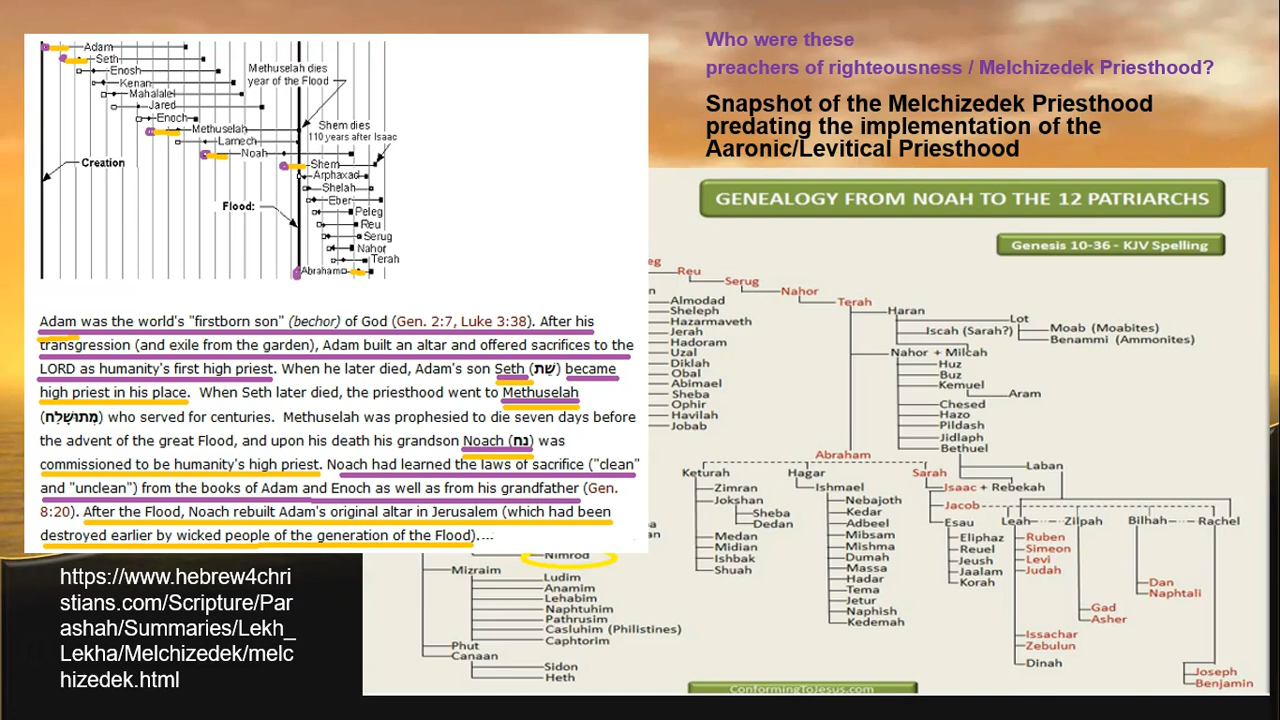 Who were these
preachers of righteousness / Melchizedek Priesthood?
Snapshot of the Melchizedek Priesthood
predating the implementation of the
Aaronic/Levitical Priesthood
Adam
Seth
Enosh
Kenan
Mahalalel
Jared
Enoch
Methuselah
Lamech
Noah
Shem
Arphaxad
Shelah
Eber
Peleg
Reu
Serug
Nahor
Terah
Abraham
Methuselah dies
year of the Flood
Shem dies
110 years after Isaac
Creation
Flood:
Adam was the world's "firstborn son" (bechor) of God (Gen. 2:7, Luke 3:38). After his
transgression (and exile from the garden), Adam built an altar and offered sacrifices to the
LORD as humanity's first high priest. When he later died, Adam's son Seth (שֵׁת) became
high priest in his place. When Seth later died, the priesthood went to Methuselah
(מְתוּשֶׁלַח) who served for centuries. Methuselah was prophesied to die seven days before
the advent of the great Flood, and upon his death his grandson Noach (נֹחַ) was
commissioned to be humanity's high priest. Noach had learned the laws of sacrifice ("clean"
and "unclean") from the books of Adam and Enoch as well as from his grandfather (Gen.
8:20). After the Flood, Noach rebuilt Adam's original altar in Jerusalem (which had been
destroyed earlier by wicked people of the generation of the Flood)....
https://www.hebrew4chri
stians.com/Scripture/Par
ashah/Summaries/Lekh_
Lekha/Melchizedek/melc
hizedek.html
GENEALOGY FROM NOAH TO THE 12 PATRIARCHS
Genesis 10-36 - KJV Spelling
Reu
Serug
Nahor
Terah
Almodad
Sheleph
Hazarmaveth
Jerah
Hadoram
Uzal
Diklah
Obal
Abimael
Sheba
Ophir
Havilah
Jobab
Haran
Lot
Iscah (Sarah?)
Moab (Moabites)
Benammi (Ammonites)
Nahor + Milcah
Huz
Buz
Kemuel
Aram
Chesed
Hazo
Pildash
Jidlaph
Bethuel
Laban
Abraham
Keturah
Hagar
Sarah
Zimran
Jokshan
Sheba
Dedan
Medan
Midian
Ishbak
Shuah
Ishmael
Nebajoth
Kedar
Adbeel
Mibsam
Mishma
Dumah
Massa
Hadar
Tema
Jetur
Naphish
Kedemah
Isaac + Rebekah
Jacob
Esau
Eliphaz
Reuel
Jeush
Jaalam
Korah
Leah
Zilpah
Bilhah
Rachel
Ruben
Simeon
Levi
Judah
Dan
Naphtali
Gad
Asher
Issachar
Zebulun
Dinah
Joseph
Benjamin
Nimrod
Mizraim
Ludim
Anamim
Lehabim
Naphtuhim
Pathrusim
Casluhim (Philistines)
Caphtorim
Phut
Canaan
Sidon
Heth
ConformingToJesus.com